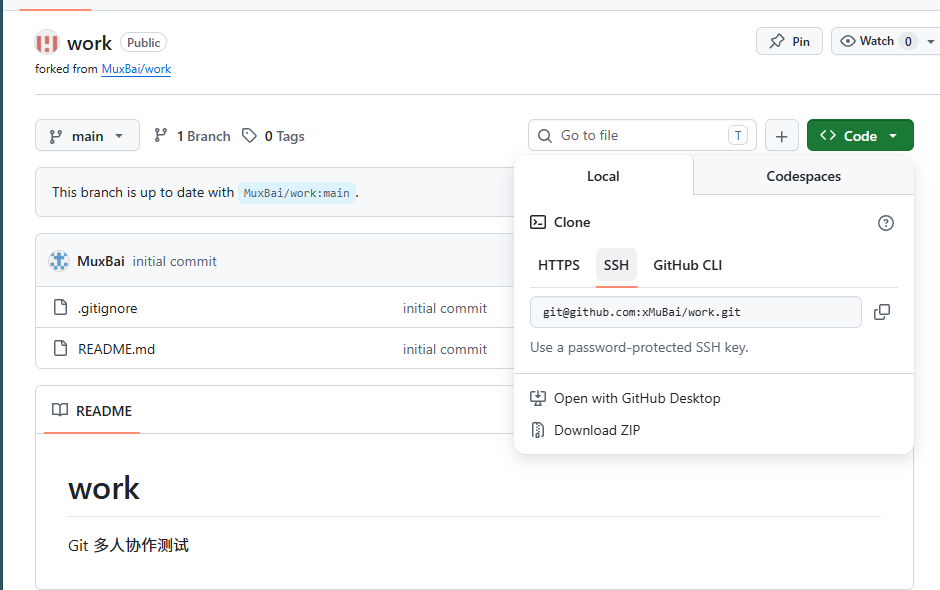 work Public
Pin
Watch 0
forked from MuxBai/work
main
1 Branch
0 Tags
Go to file
T
Code
This branch is up to date with MuxBai/work:main.
Local
Codespaces
Clone
HTTPS
SSH
GitHub CLI
git@github.com:xMuBai/work.git
Use a password-protected SSH key.
Open with GitHub Desktop
Download ZIP
MuxBai initial commit
.gitignore initial commit
README.md initial commit
README
work
Git 多人协作测试